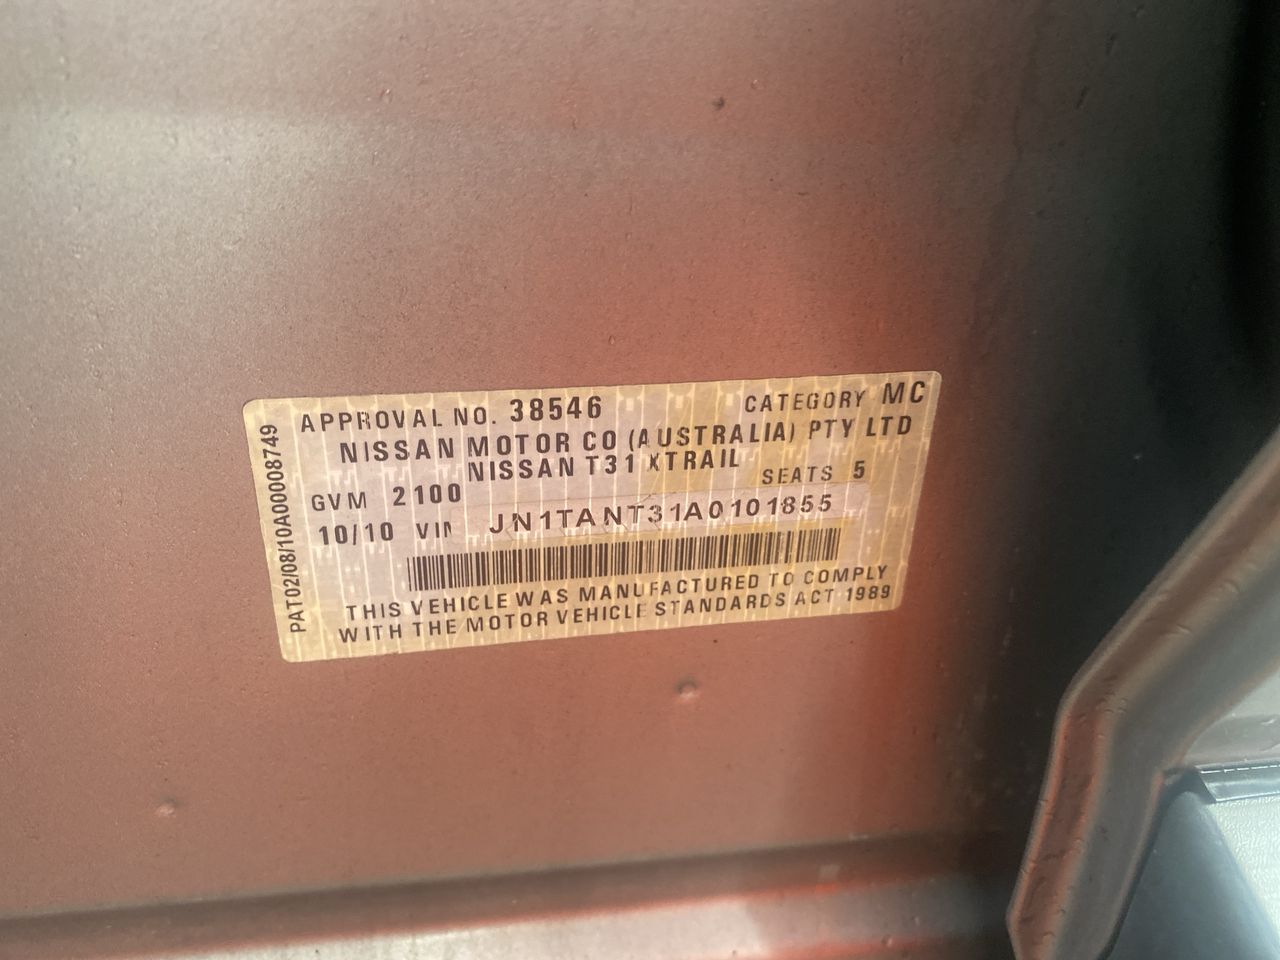 APPROVAL NO. 38546 CATEGORY MC
NISSAN MOTOR CO (AUSTRALIA) PTY LTD
NISSAN T31 XTRAIL
GVM 2100 SEATS 5
10/10 VIN JN1TANT31A0101855
THIS VEHICLE WAS MANUFACTURED TO COMPLY
WITH THE MOTOR VEHICLE STANDARDS ACT 1989
PAT02/08/10A00008749